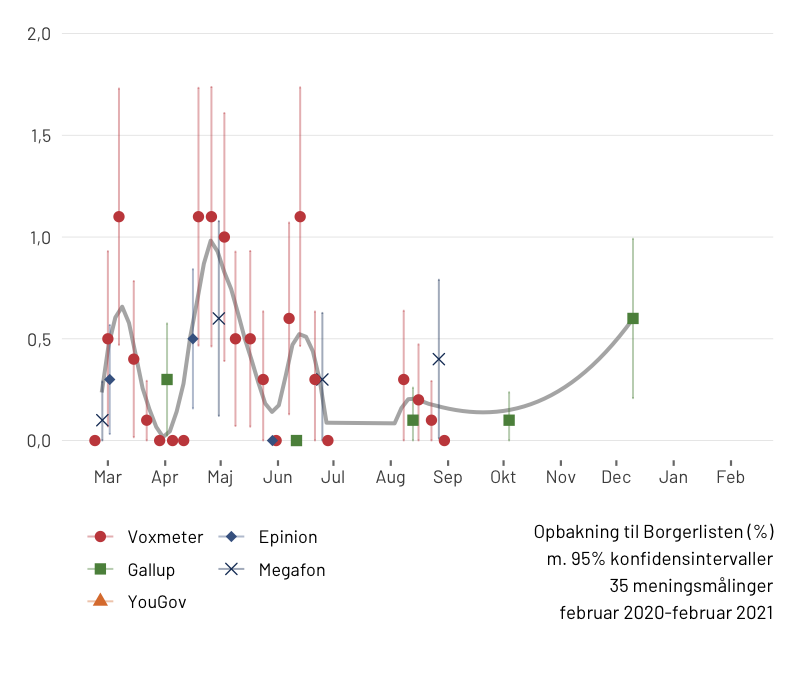 2,0
1,5
1,0
0,5
0,0
Mar Apr Maj Jun Jul Aug Sep Okt Nov Dec Jan Feb
Voxmeter Epinion
Gallup Megafon
YouGov
Opbakning til Borgerlisten (%)
m. 95% konfidensintervaller
35 meningsmålinger
februar 2020-februar 2021